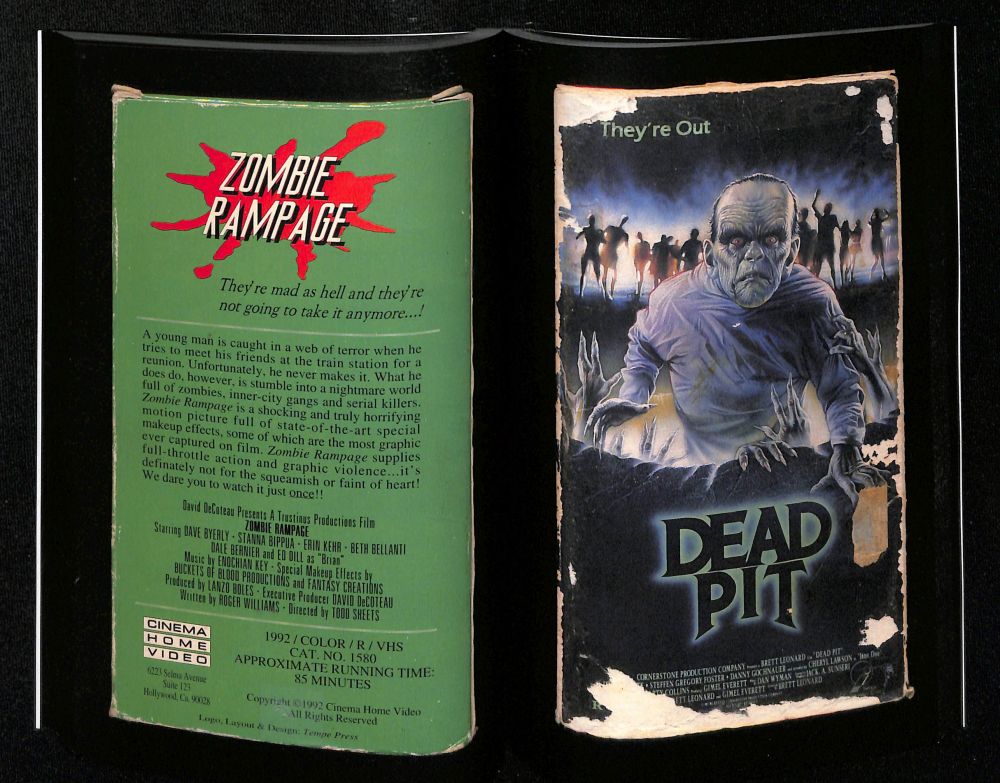 ZOMBIE
RAMPAGE
They're mad as hell and they're
not going to take it anymore...!
A young man is caught in a web of terror when he
tries to meet his friends at the train station for a
reunion. Unfortunately, he never makes it. What he
does do, however, is stumble into a nightmare world
full of zombies, inner-city gangs and serial killers.
Zombie Rampage is a shocking and truly horrifying
motion picture full of state-of-the-art special
makeup effects, some of which are the most graphic
ever captured on film. Zombie Rampage supplies
full-throttle action and graphic violence...it's
definately not for the squeamish or faint of heart!
We dare you to watch it just once!!
David DeCoteau Presents A Trustinus Productions Film
ZOMBIE RAMPAGE
Starring DAVE BYERLY · STANNA BIPPUA · ERIN KEHR · BETH BELLANTI
DALE BERNIER and ED DILL as "Brian"
Music by ENOCHIAN KEY · Special Makeup Effects by
BUCKETS OF BLOOD PRODUCTIONS and FANTASY CREATIONS
Produced by LANZO BOLES · Executive Producer DAVID DeCOTEAU
Written by ROGER WILLIAMS · Directed by TODD SHEETS
CINEMA
HOME
VIDEO
6223 Selma Avenue
Suite 123
Hollywood, Ca. 90028
1992 / COLOR / R / VHS
CAT. NO. 1580
APPROXIMATE RUNNING TIME:
85 MINUTES
Copyright ©1992 Cinema Home Video
All Rights Reserved
Logo, Layout & Design: Tempe Press
They're Out
DEAD
PIT
CORNERSTONE PRODUCTION COMPANY BRETT LEONARD "DEAD PIT"
STEFFEN GREGORY FOSTER · DANNY GOCHNAUER CHERYL LAWSON "Jane Doe"
COLLINS GIMEL EVERETT DAN WYMAN JACK A. SUNSERI
BRETT LEONARD GIMEL EVERETT BRETT LEONARD